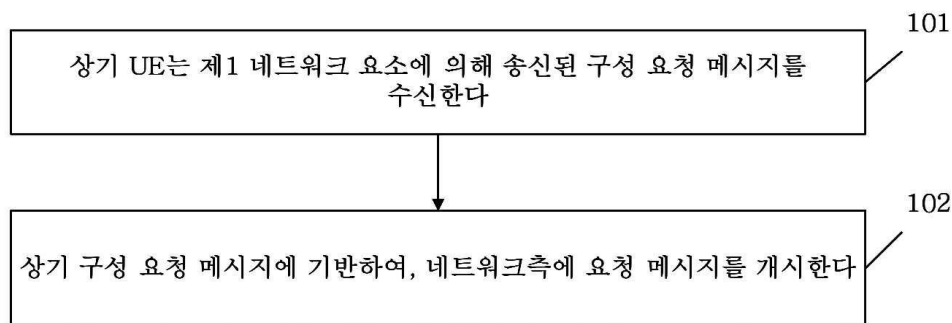 101
상기 UE는 제1 네트워크 요소에 의해 송신된 구성 요청 메시지를
수신한다
102
상기 구성 요청 메시지에 기반하여, 네트워크측에 요청 메시지를 개시한다